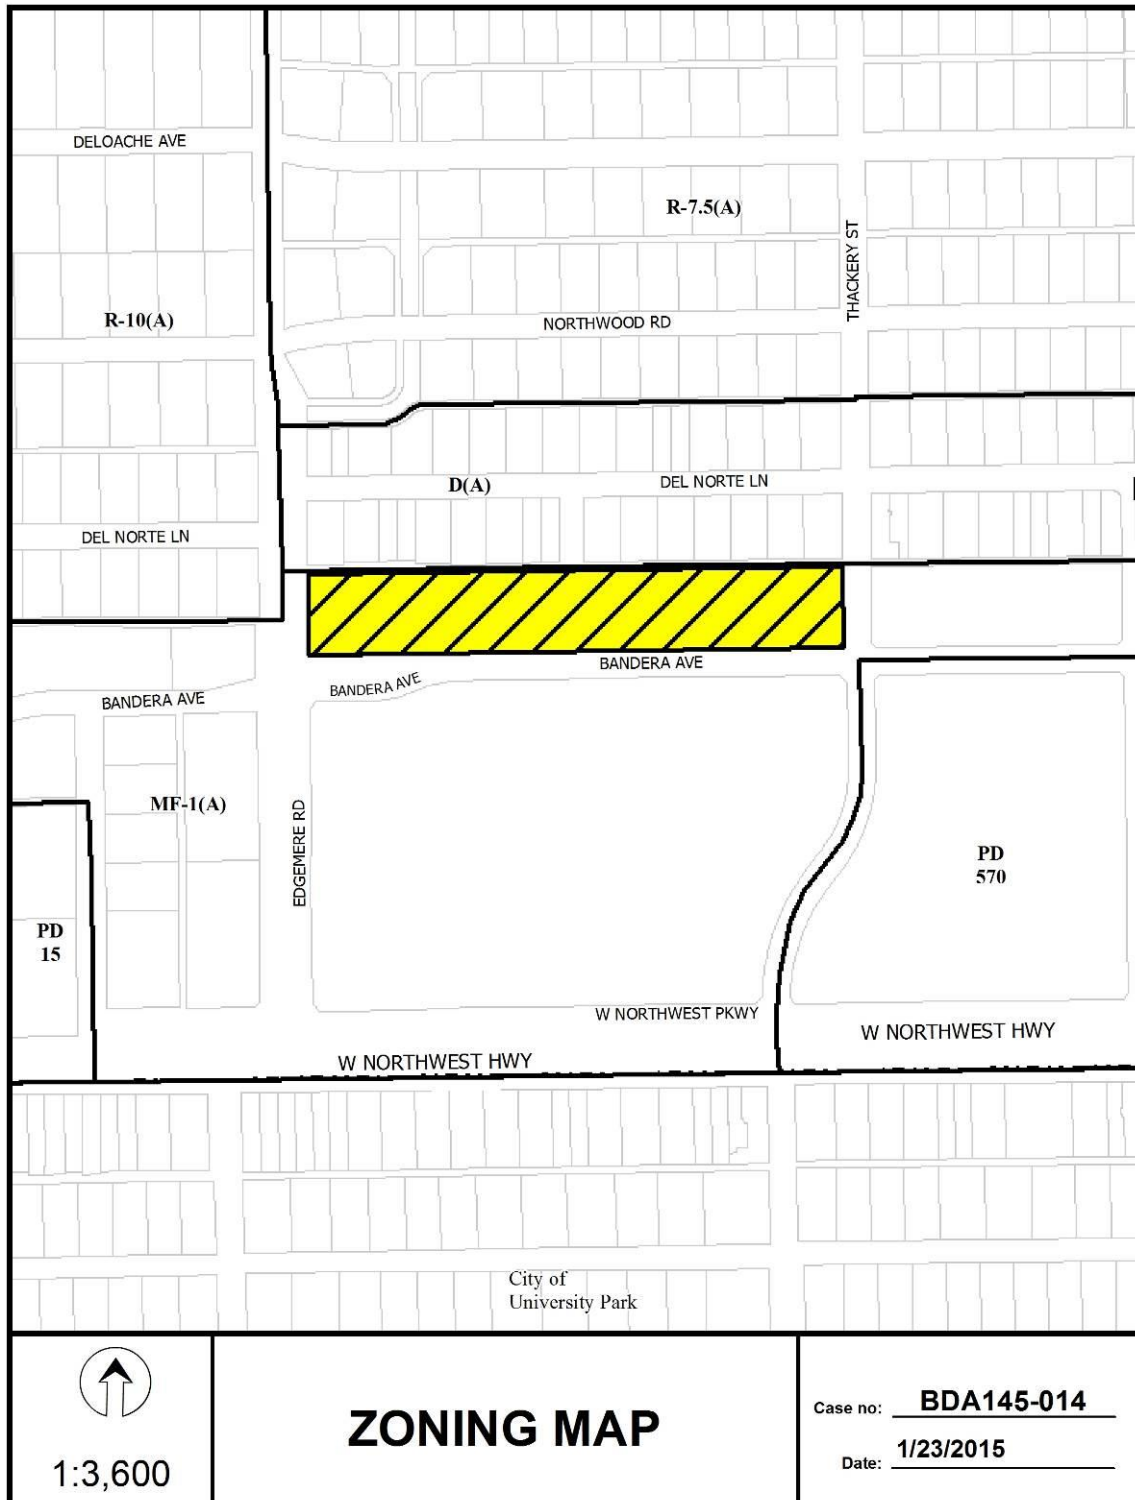 DELOACHE AVE
R-7.5(A)
THACKERY ST
R-10(A)
NORTHWOOD RD
D(A)
DEL NORTE LN
DEL NORTE LN
BANDERA AVE
BANDERA AVE
BANDERA AVE
MF-1(A)
EDGEMERE RD
PD
570
PD
15
W NORTHWEST PKWY
W NORTHWEST HWY
W NORTHWEST HWY
City of
University Park
1:3,600
ZONING MAP
Case no: BDA145-014
Date: 1/23/2015